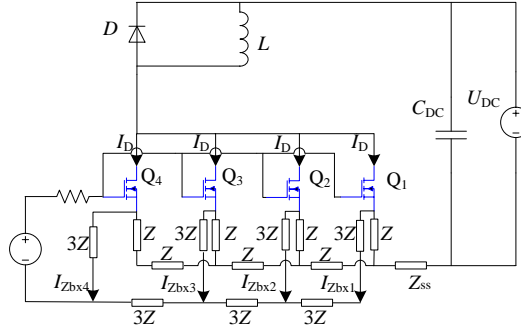 D
L
C_DC
U_DC
I_D
I_D
I_D
I_D
Q_4
Q_3
Q_2
Q_1
3Z
Z
3Z
Z
3Z
Z
3Z
Z
Z
Z
Z
Z_ss
I_Zbx4
I_Zbx3
I_Zbx2
I_Zbx1
3Z
3Z
3Z